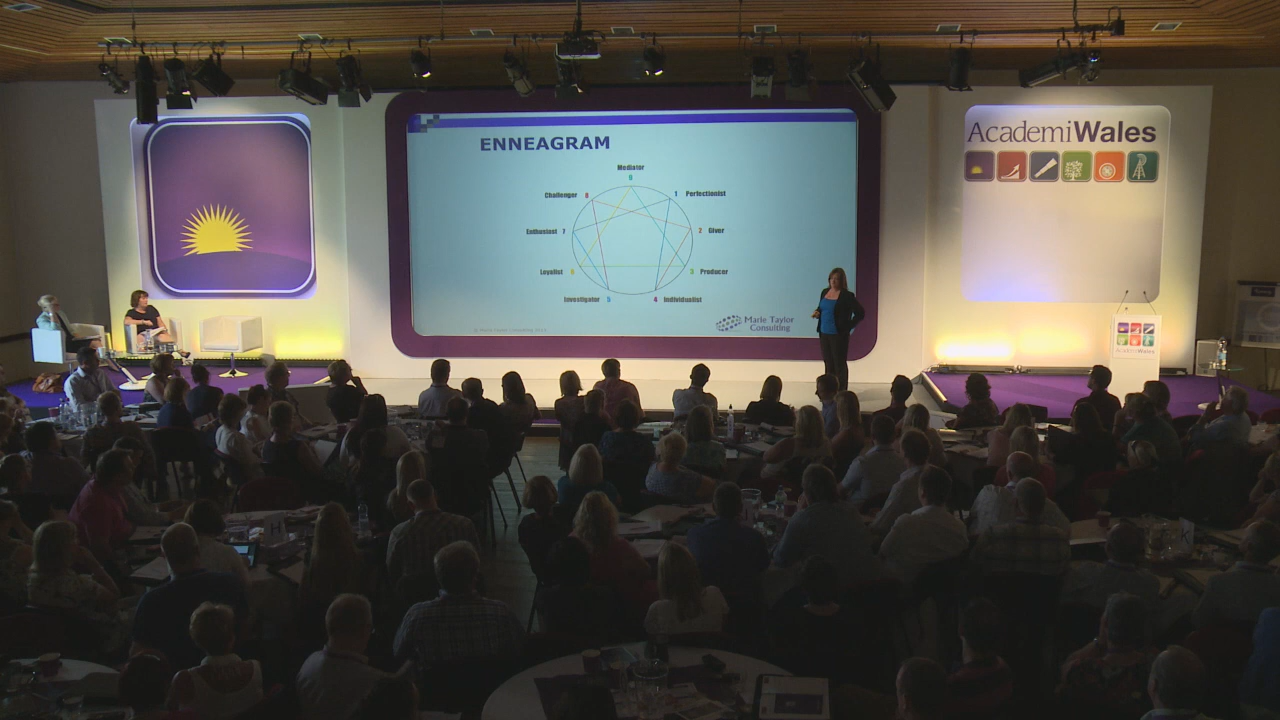 ENNEAGRAM
Mediator
9
Challenger 8
1 Perfectionist
Enthusiast 7
2 Giver
Loyalist 6
3 Producer
Investigator 5
4 Individualist
Marie Taylor
Consulting
AcademiWales
AcademiWales